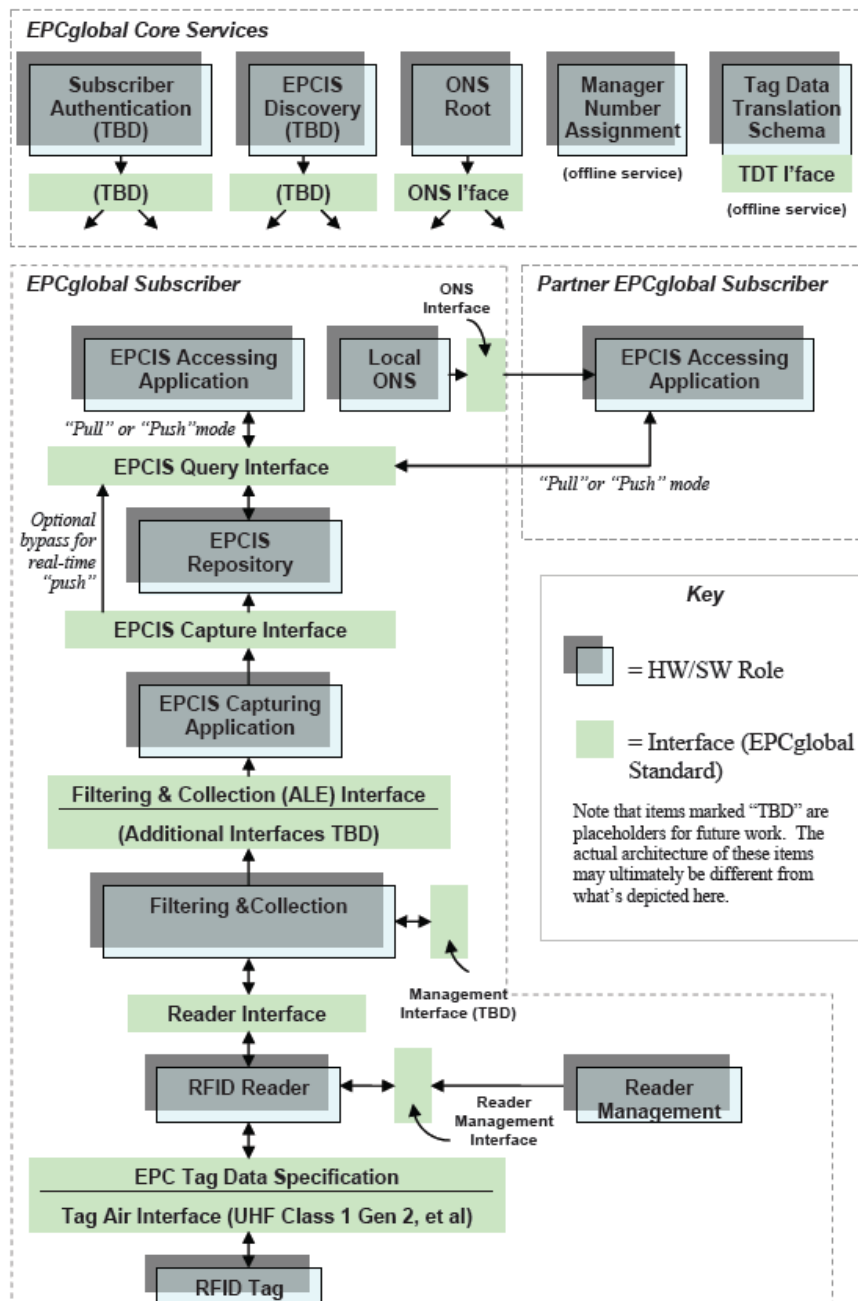 EPCglobal Core Services
Subscriber
Authentication
(TBD)
EPCIS
Discovery
(TBD)
ONS
Root
Manager
Number
Assignment
Tag Data
Translation
Schema
(TBD)
(TBD)
ONS I'face
(offline service)
TDT I'face
(offline service)
EPCglobal Subscriber
ONS
Interface
Partner EPCglobal Subscriber
EPCIS Accessing
Application
Local
ONS
EPCIS Accessing
Application
"Pull" or "Push"mode
EPCIS Query Interface
"Pull"or "Push" mode
Optional
bypass for
real-time
"push"
EPCIS
Repository
EPCIS Capture Interface
EPCIS Capturing
Application
Filtering & Collection (ALE) Interface
(Additional Interfaces TBD)
Filtering &Collection
Management
Interface (TBD)
Reader Interface
RFID Reader
Reader
Management
Interface
Reader
Management
EPC Tag Data Specification
Tag Air Interface (UHF Class 1 Gen 2, et al)
RFID Tag
Key
= HW/SW Role
= Interface (EPCglobal
Standard)
Note that items marked "TBD" are
placeholders for future work. The
actual architecture of these items
may ultimately be different from
what's depicted here.